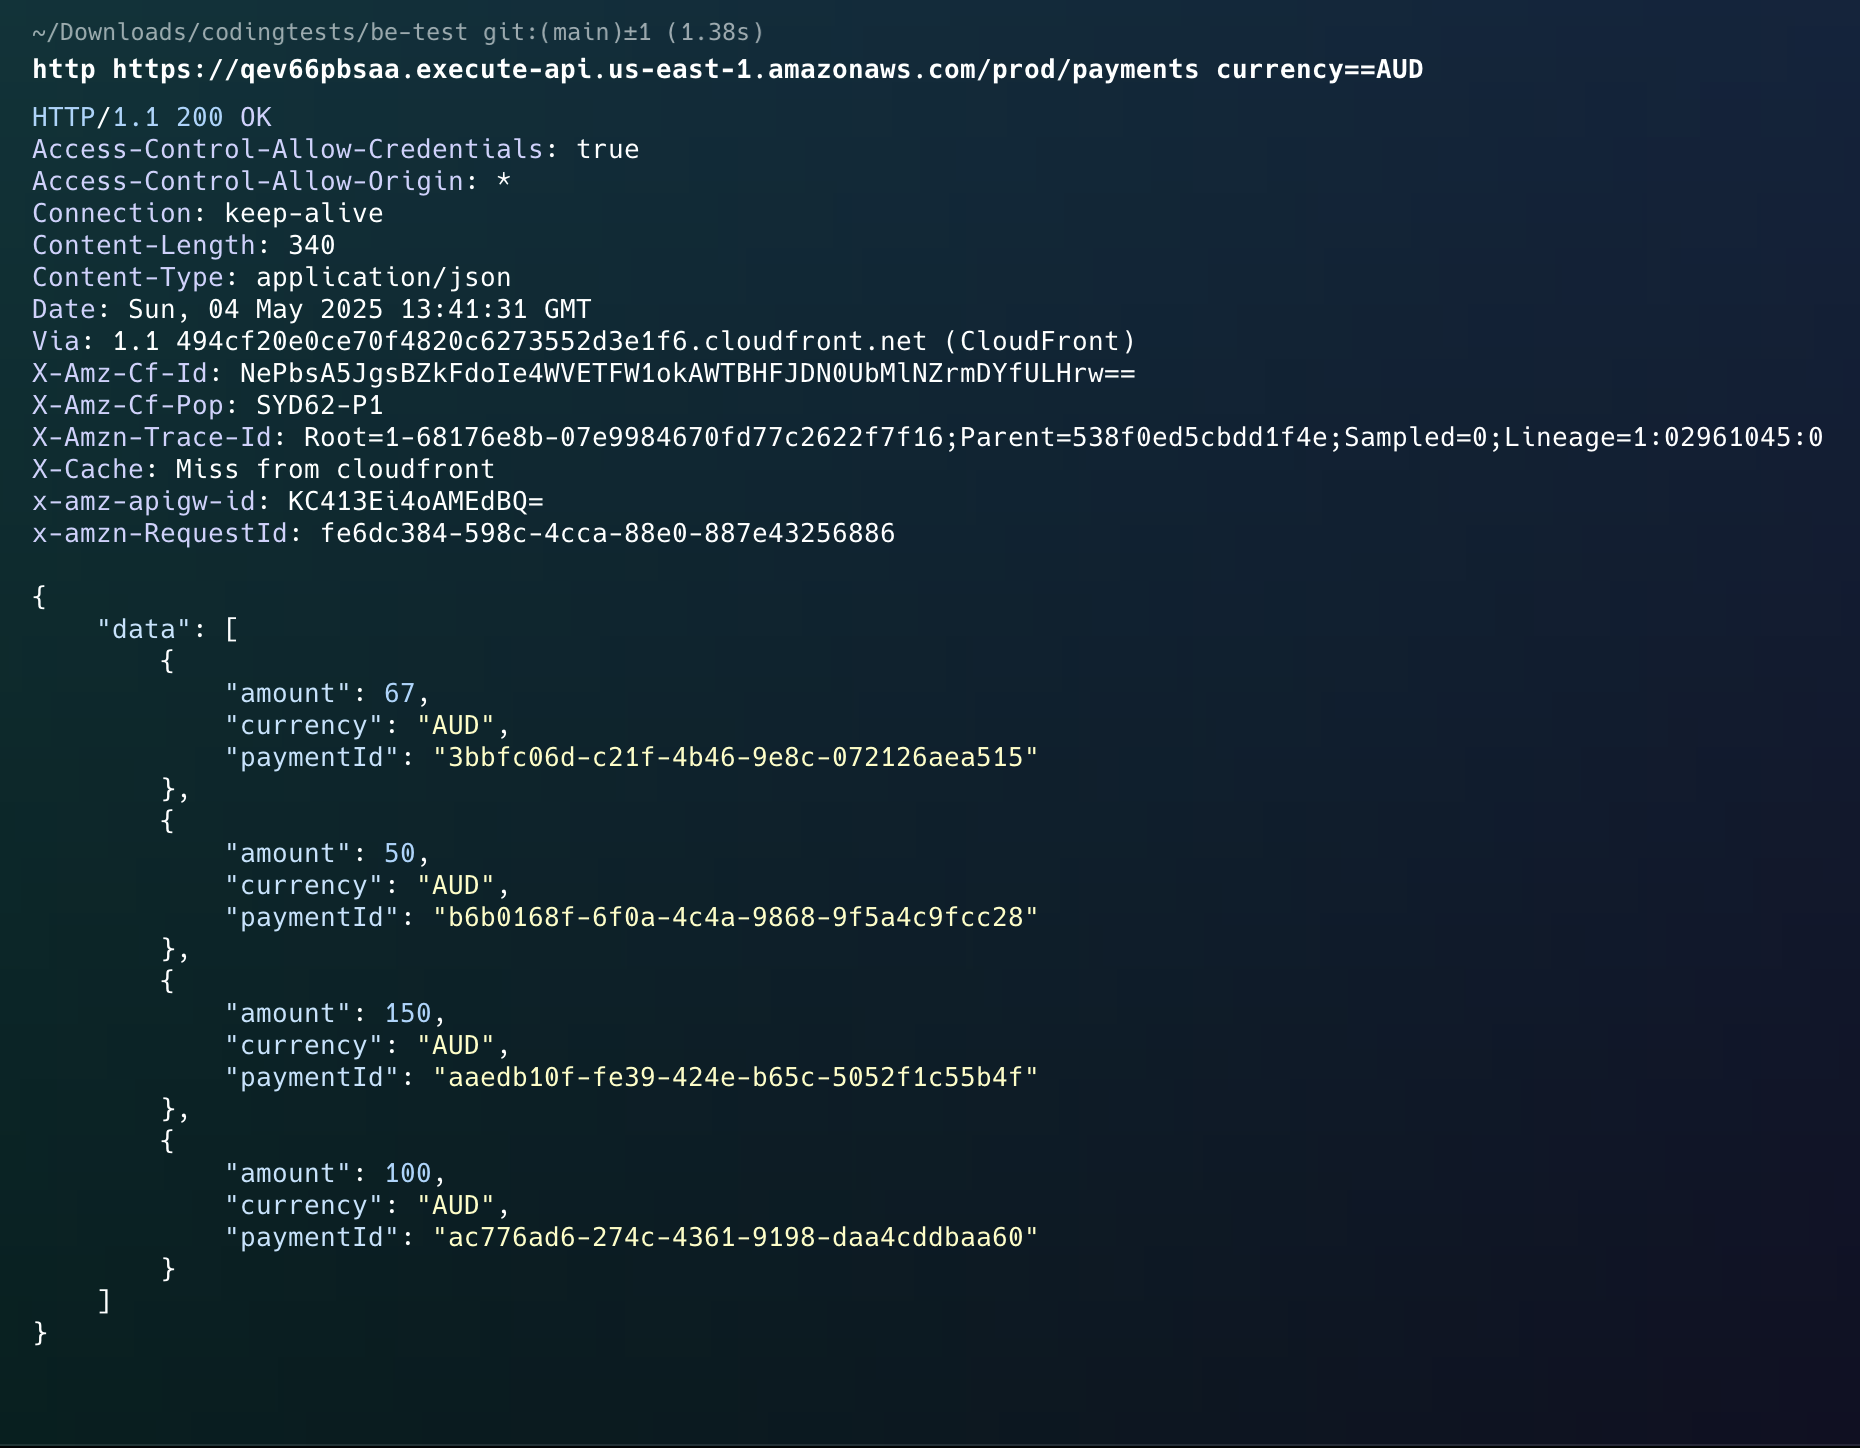 ~/Downloads/codingtests/be-test git:(main)±1 (1.38s)
http https://qev66pbsaa.execute-api.us-east-1.amazonaws.com/prod/payments currency==AUD
HTTP/1.1 200 OK
Access-Control-Allow-Credentials: true
Access-Control-Allow-Origin: *
Connection: keep-alive
Content-Length: 340
Content-Type: application/json
Date: Sun, 04 May 2025 13:41:31 GMT
Via: 1.1 494cf20e0ce70f4820c6273552d3e1f6.cloudfront.net (CloudFront)
X-Amz-Cf-Id: NePbsA5JgsBZkFdoIe4WVETFW1okAWTBHFJDN0UbMlNZrmDYfULHrw==
X-Amz-Cf-Pop: SYD62-P1
X-Amzn-Trace-Id: Root=1-68176e8b-07e9984670fd77c2622f7f16;Parent=538f0ed5cbdd1f4e;Sampled=0;Lineage=1:02961045:0
X-Cache: Miss from cloudfront
x-amz-apigw-id: KC413Ei4oAMEdBQ=
x-amzn-RequestId: fe6dc384-598c-4cca-88e0-887e43256886
{
    "data": [
        {
            "amount": 67,
            "currency": "AUD",
            "paymentId": "3bbfc06d-c21f-4b46-9e8c-072126aea515"
        },
        {
            "amount": 50,
            "currency": "AUD",
            "paymentId": "b6b0168f-6f0a-4c4a-9868-9f5a4c9fcc28"
        },
        {
            "amount": 150,
            "currency": "AUD",
            "paymentId": "aaedb10f-fe39-424e-b65c-5052f1c55b4f"
        },
        {
            "amount": 100,
            "currency": "AUD",
            "paymentId": "ac776ad6-274c-4361-9198-daa4cddbaa60"
        }
    ]
}